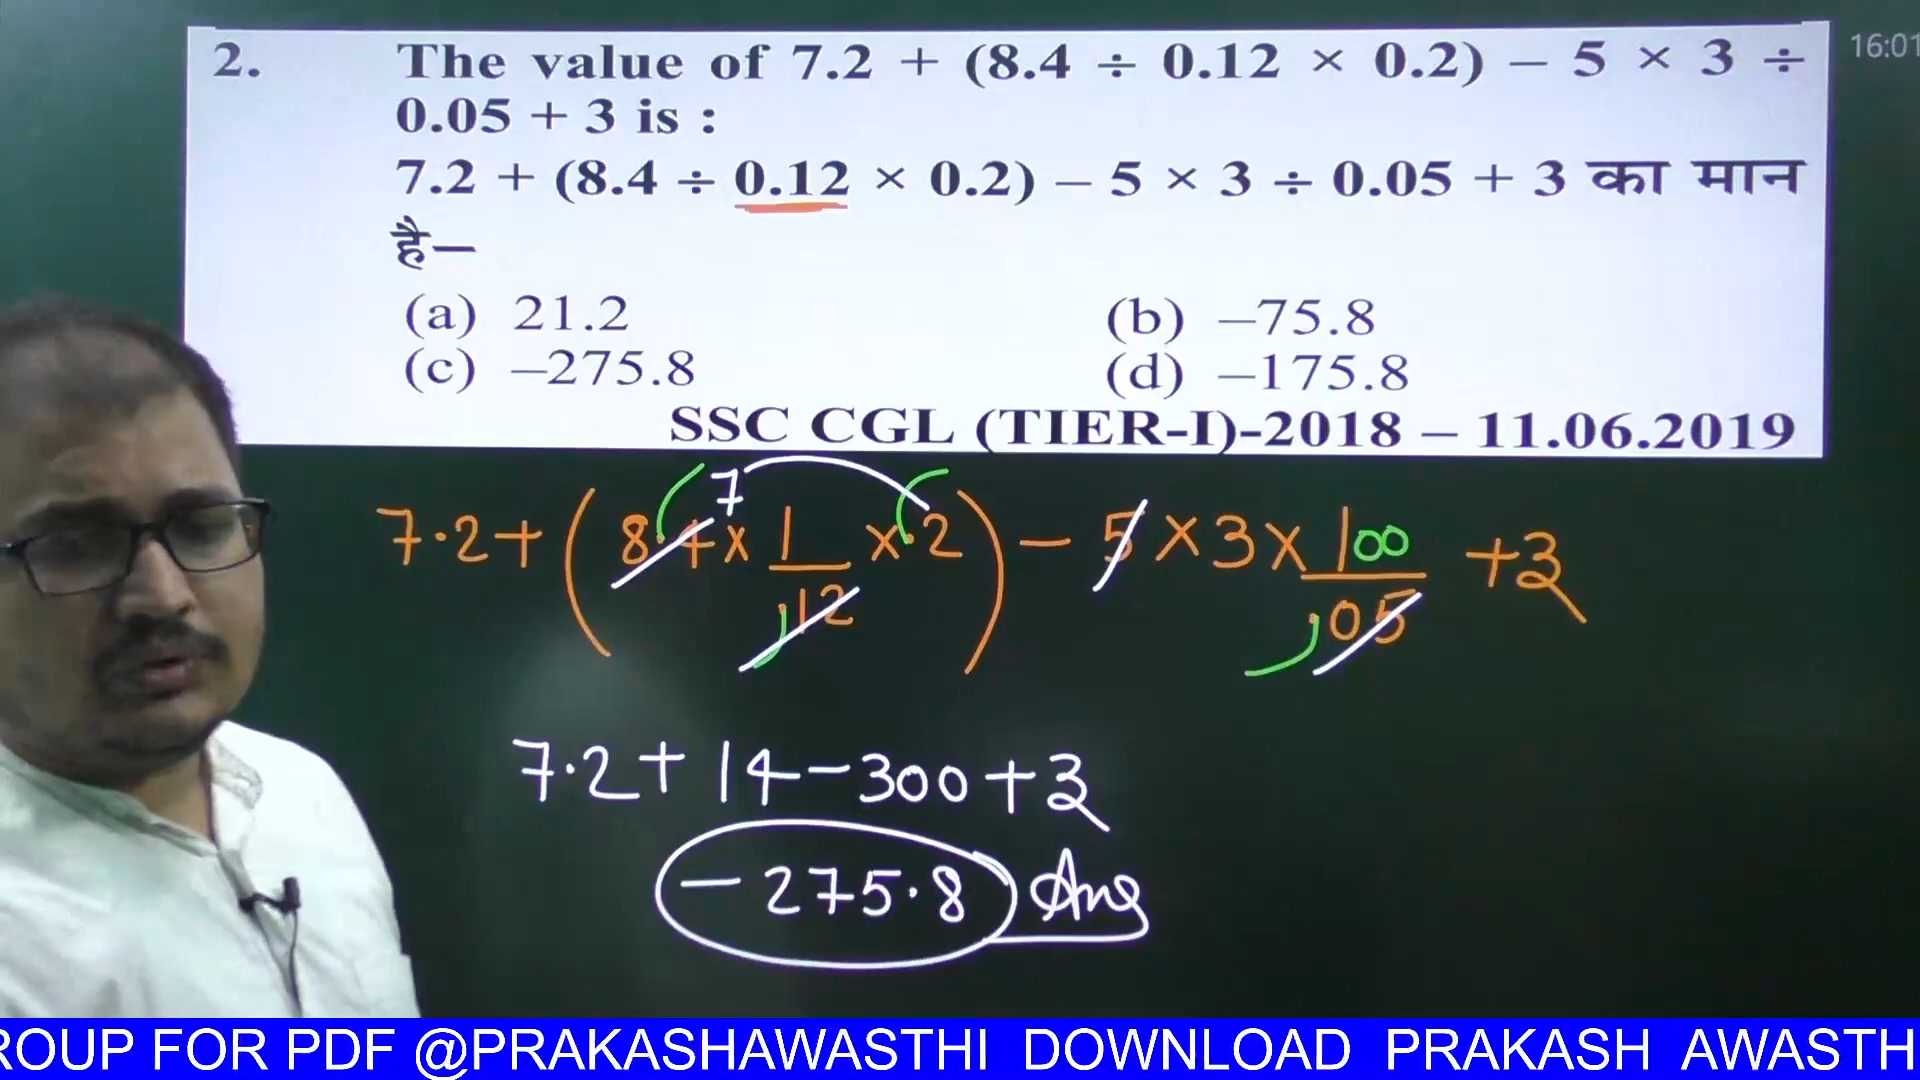 16:01
2. The value of 7.2 + (8.4 ÷ 0.12 × 0.2) – 5 × 3 ÷
0.05 + 3 is :
7.2 + (8.4 ÷ 0.12 × 0.2) – 5 × 3 ÷ 0.05 + 3 का मान
है–
(a) 21.2 (b) –75.8
(c) –275.8 (d) –175.8
SSC CGL (TIER-I)-2018 – 11.06.2019
7
7.2+(8.4×1/.12×.2)-5×3×100/.05+3
7.2+14-300+3
-275.8 Ans
ROUP FOR PDF @PRAKASHAWASTHI DOWNLOAD PRAKASH AWASTH